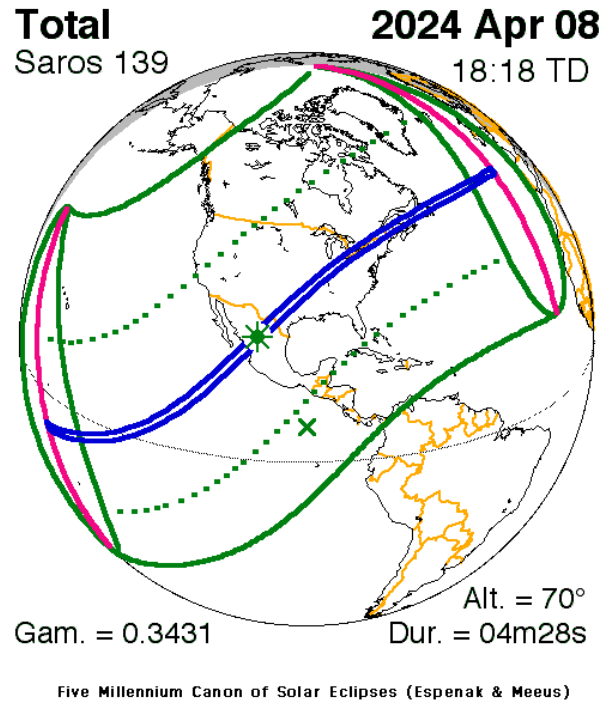 Total 2024 Apr 08
Saros 139 18:18 TD
Alt. = 70°
Gam. = 0.3431 Dur. = 04m28s
Five Millennium Canon of Solar Eclipses (Espenak & Meeus)